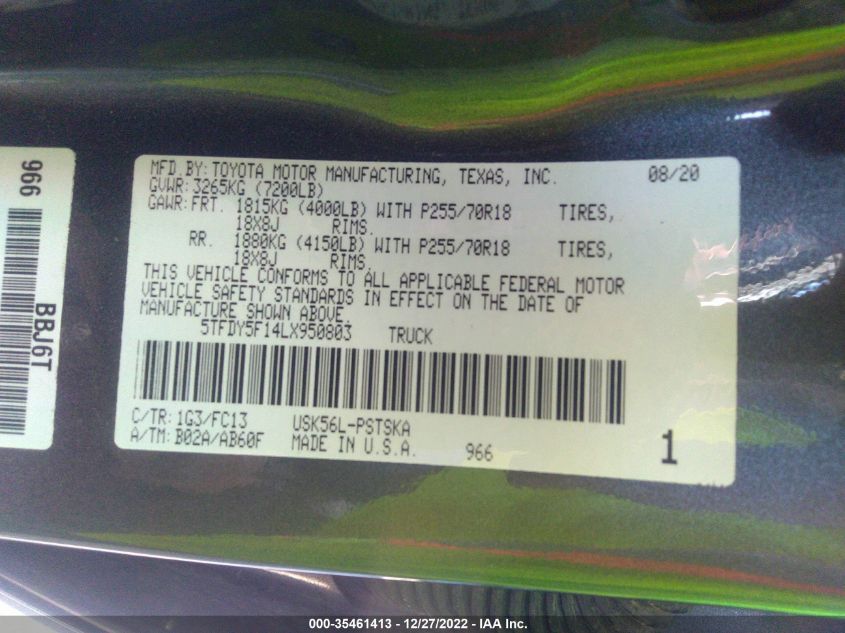 MFD.BY:TOYOTA MOTOR MANUFACTURING, TEXAS, INC. 08/20
GVWR:3265KG (7200LB)
GAWR:FRT. 1815KG (4000LB) WITH P255/70R18 TIRES,
18X8J RIMS.
RR. 1880KG (4150LB) WITH P255/70R18 TIRES,
18X8J RIMS.
THIS VEHICLE CONFORMS TO ALL APPLICABLE FEDERAL MOTOR
VEHICLE SAFETY STANDARDS IN EFFECT ON THE DATE OF
MANUFACTURE SHOWN ABOVE.
5TFDY5F14LX950803 TRUCK
C/TR:1G3/FC13 USK56L-PSTSKA
A/TM:B02A/AB60F MADE IN U.S.A. 966 1
966 BBJ6T
000-35461413 - 12/27/2022 - IAA Inc.